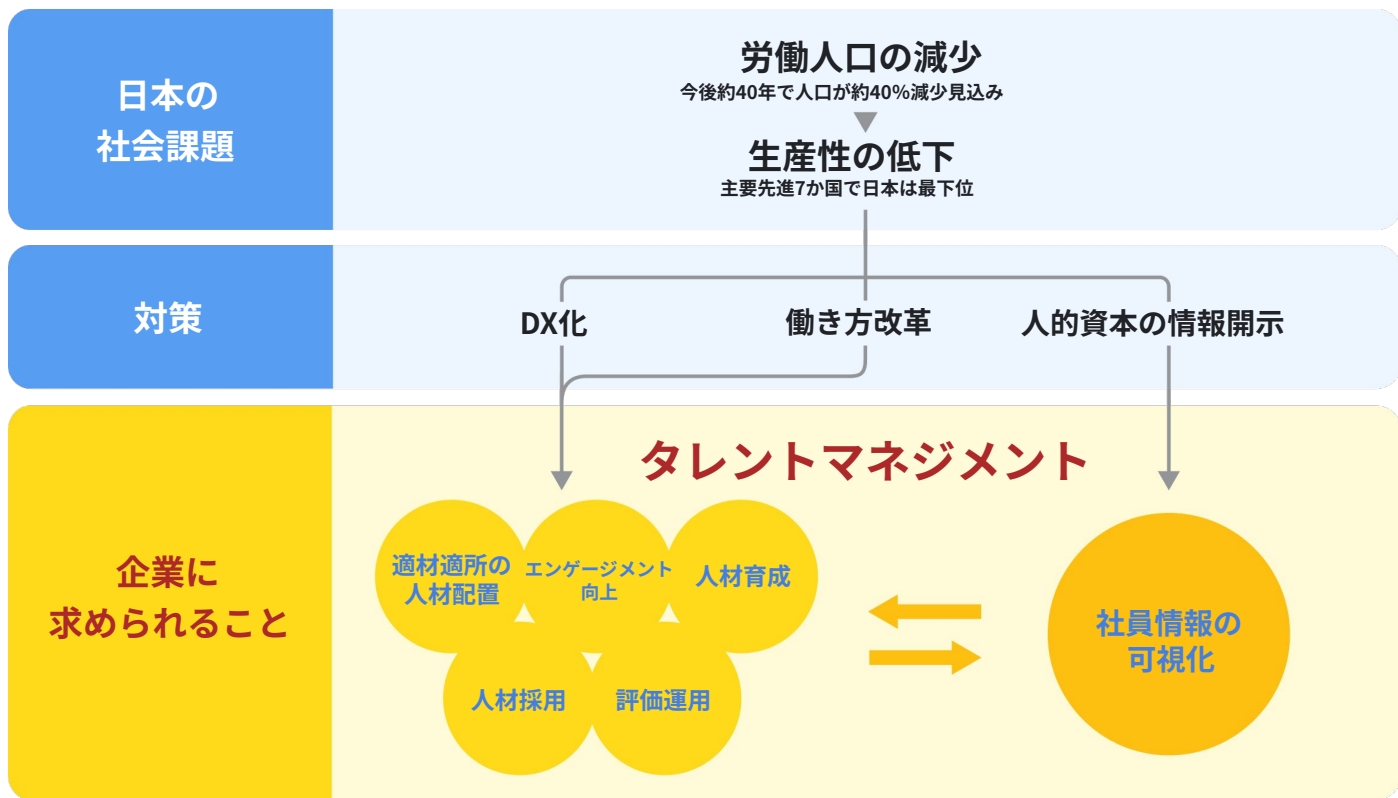 日本の
社会課題
労働人口の減少
今後約40年で人口が約40%減少見込み
生産性の低下
主要先進7か国で日本は最下位
対策
DX化
働き方改革
人的資本の情報開示
企業に
求められること
タレントマネジメント
適材適所の
人材配置
エンゲージメント
向上
人材育成
人材採用
評価運用
社員情報の
可視化